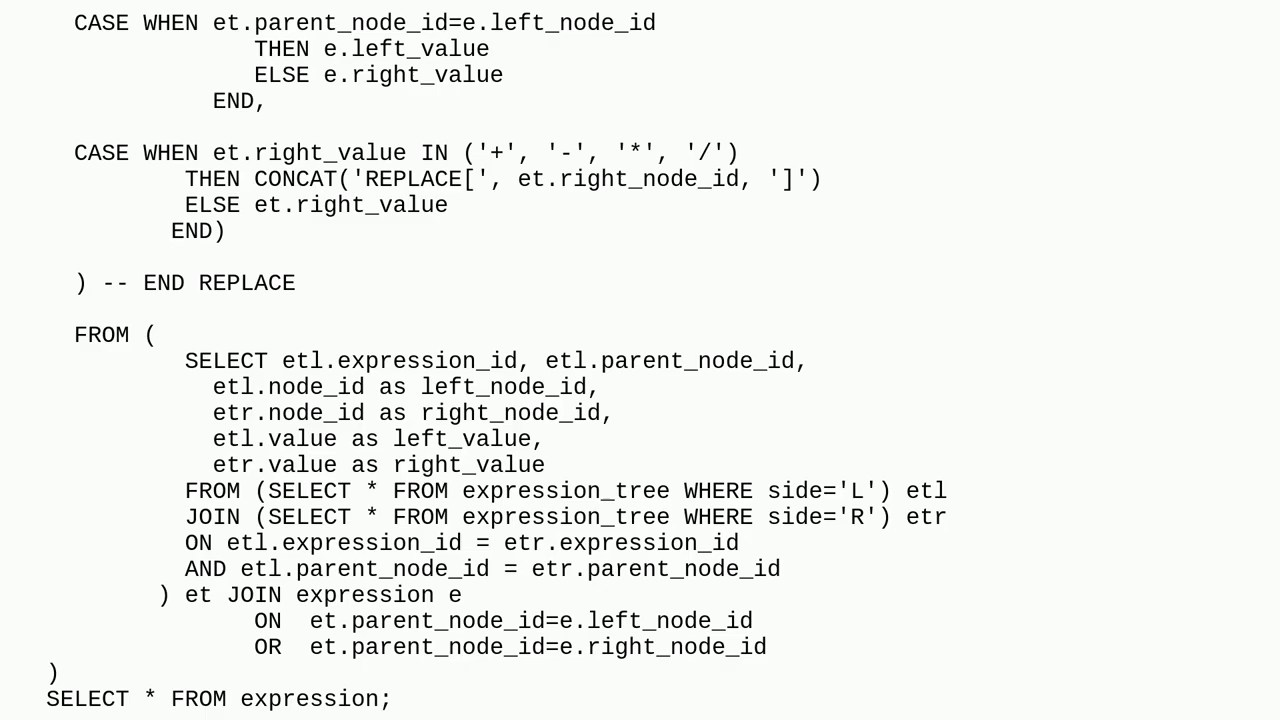 CASE WHEN et.parent_node_id=e.left_node_id
THEN e.left_value
ELSE e.right_value
END,
CASE WHEN et.right_value IN ('+', '-', '*', '/')
THEN CONCAT('REPLACE[', et.right_node_id, ']')
ELSE et.right_value
END)
) -- END REPLACE
FROM (
SELECT etl.expression_id, etl.parent_node_id,
etl.node_id as left_node_id,
etr.node_id as right_node_id,
etl.value as left_value,
etr.value as right_value
FROM (SELECT * FROM expression_tree WHERE side='L') etl
JOIN (SELECT * FROM expression_tree WHERE side='R') etr
ON etl.expression_id = etr.expression_id
AND etl.parent_node_id = etr.parent_node_id
) et JOIN expression e
ON  et.parent_node_id=e.left_node_id
OR  et.parent_node_id=e.right_node_id
)
SELECT * FROM expression;